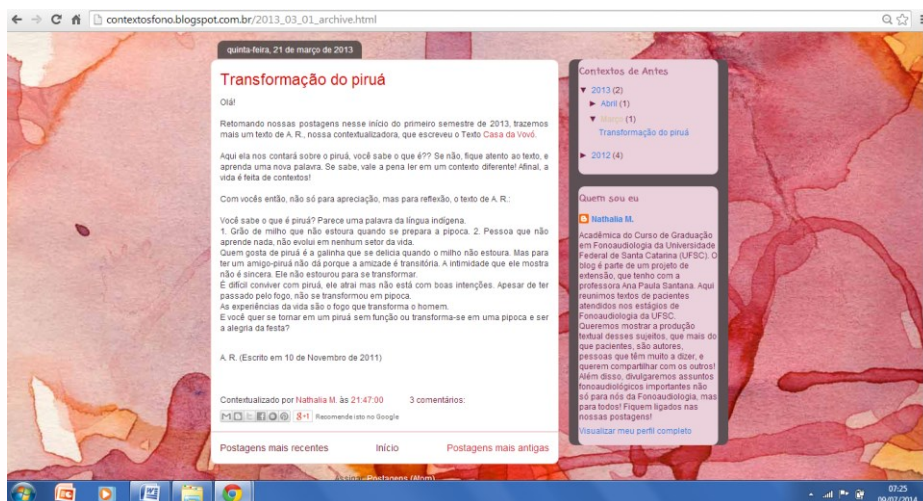 contextosfono.blogspot.com.br/2013_03_01_archive.html
quinta-feira, 21 de março de 2013
Transformação do piruá
Olá!
Retomando nossas postagens nesse início do primeiro semestre de 2013, trazemos
mais um texto de A. R., nossa contextualizadora, que escreveu o Texto Casa da Vovó.
Aqui ela nos contará sobre o piruá, você sabe o que é?? Se não, fique atento ao texto, e
aprenda uma nova palavra. Se sabe, vale a pena ler em um contexto diferente! Afinal, a
vida é feita de contextos!
Com vocês então, não só para apreciação, mas para reflexão, o texto de A. R.:
Você sabe o que é piruá? Parece uma palavra da língua indígena.
1. Grão de milho que não estoura quando se prepara a pipoca. 2. Pessoa que não
aprende nada, não evolui em nenhum setor da vida.
Quem gosta de piruá é a galinha que se delicia quando o milho não estoura. Mas para
ter um amigo-piruá não dá porque a amizade é transitória. A intimidade que ele mostra
não é sincera. Ele não estourou para se transformar.
É difícil conviver com piruá, ele atrai mas não está com boas intenções. Apesar de ter
passado pelo fogo, não se transformou em pipoca.
As experiências da vida são o fogo que transforma o homem.
E você quer se tornar em um piruá sem função ou transforma-se em uma pipoca e ser
a alegria da festa?
A. R. (Escrito em 10 de Novembro de 2011)
Contextualizado por Nathalia M. às 21:47:00 3 comentários:
Recomende isto no Google
Postagens mais recentes Início Postagens mais antigas
Assinar: Postagens (Atom)
Contextos de Antes
▼ 2013 (2)
► Abril (1)
▼ Março (1)
Transformação do piruá
► 2012 (4)
Quem sou eu
Nathalia M.
Acadêmica do Curso de Graduação
em Fonoaudiologia da Universidade
Federal de Santa Catarina (UFSC). O
blog é parte de um projeto de
extensão, que tenho com a
professora Ana Paula Santana. Aqui
reunimos textos de pacientes
atendidos nos estágios de
Fonoaudiologia da UFSC.
Queremos mostrar a produção
textual desses sujeitos, que mais do
que pacientes, são autores,
pessoas que têm muito a dizer, e
querem compartilhar com os outros!
Além disso, divulgaremos assuntos
fonoaudiológicos importantes não
só para nós da Fonoaudiologia, mas
para todos! Fiquem ligados nas
nossas postagens!
Visualizar meu perfil completo
07:25
09/07/2014